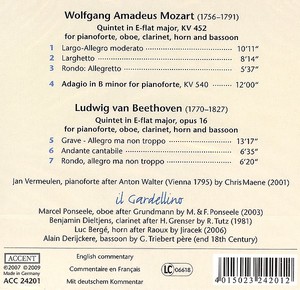 Wolfgang Amadeus Mozart (1756–1791)
Quintet in E-flat major, KV 452
for pianoforte, oboe, clarinet, horn and bassoon
1 Largo-Allegro moderato 10'11"
2 Larghetto 8'14"
3 Rondo: Allegretto 5'37"
4 Adagio in B minor for pianoforte, KV 540 12'00"
Ludwig van Beethoven (1770–1827)
Quintet in E-flat major, opus 16
for pianoforte, oboe, clarinet, horn and bassoon
5 Grave - Allegro ma non troppo 13'17"
6 Andante cantabile 6'35"
7 Rondo, allegro ma non troppo 6'20"
Jan Vermeulen, pianoforte after Anton Walter (Vienna 1795) by Chris Maene (2001)
il Gardellino
Marcel Ponseele, oboe after Grundmann by M. & F. Ponseele (2003)
Benjamin Dieltjens, clarinet after H. Grenser by R. Tutz (1981)
Luc Bergé, horn after Raoux by Jiracek (2006)
Alain Derijckere, bassoon by G. Triebert père (end 18th Century)
ACCENT
℗2007 ©2009
Made in Germany
ACC 24201
English commentary
Commentaire en Français
Mit deutschem Kommentar
LC 06618
4 015023 242012